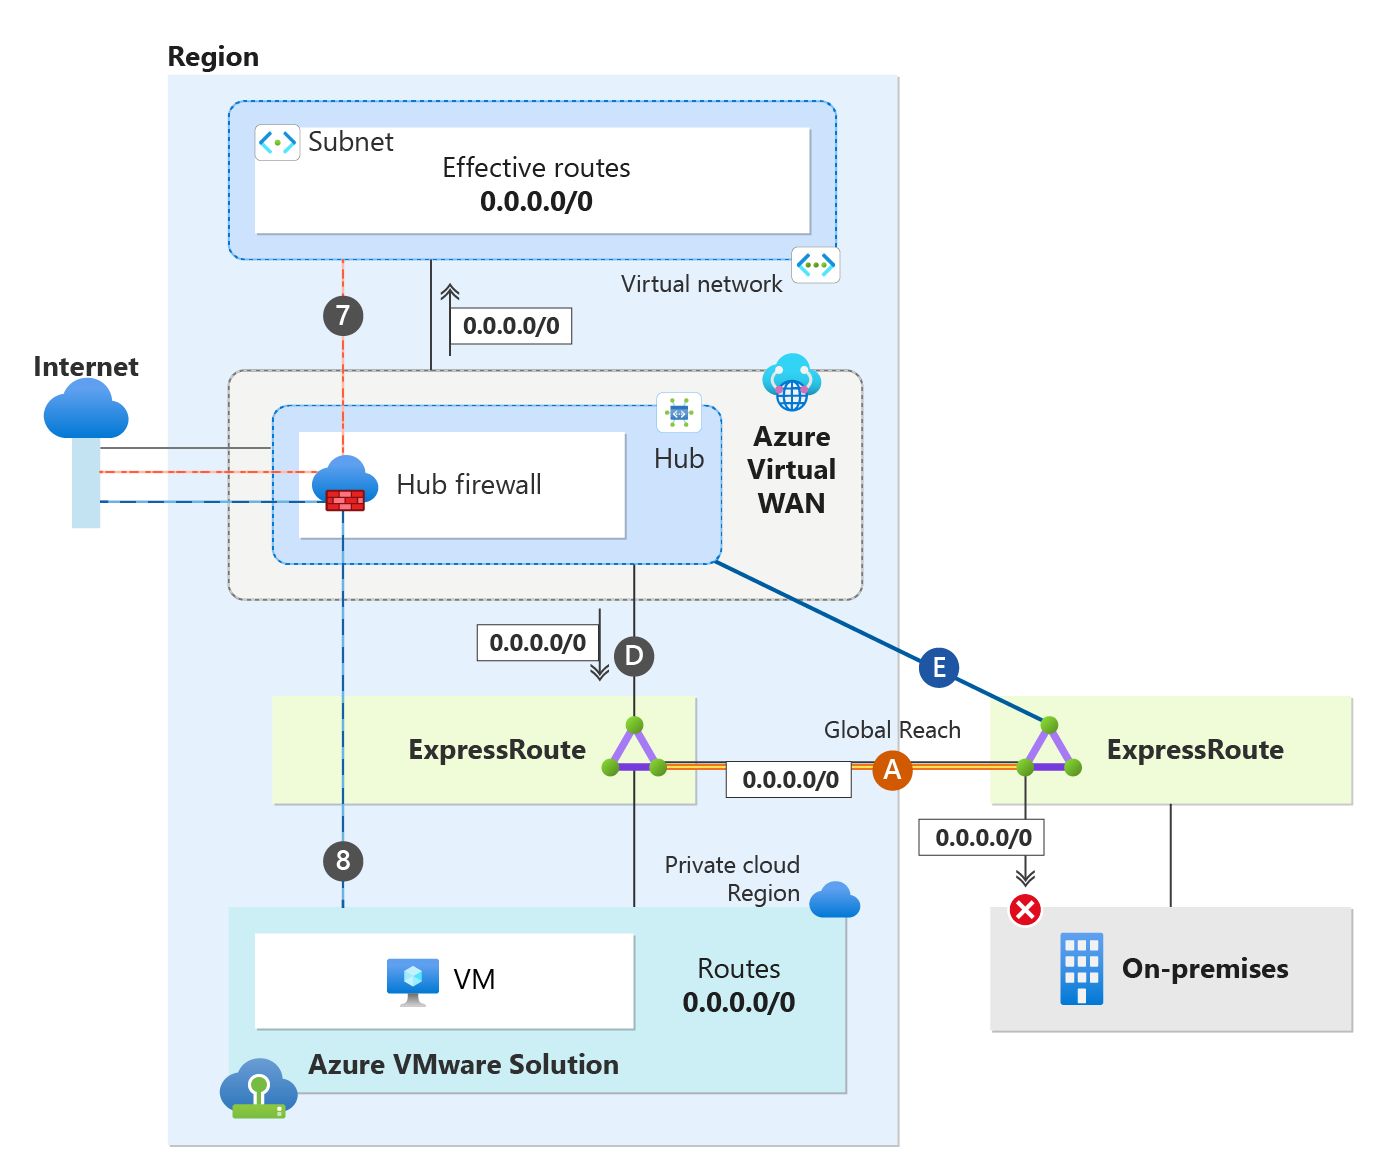 Region
Subnet
Effective routes
0.0.0.0/0
Virtual network
7
0.0.0.0/0
Internet
Azure
Virtual
WAN
Hub
Hub firewall
0.0.0.0/0
D
E
Global Reach
ExpressRoute
0.0.0.0/0
A
ExpressRoute
0.0.0.0/0
8
Private cloud
Region
VM
Routes
0.0.0.0/0
On-premises
Azure VMware Solution